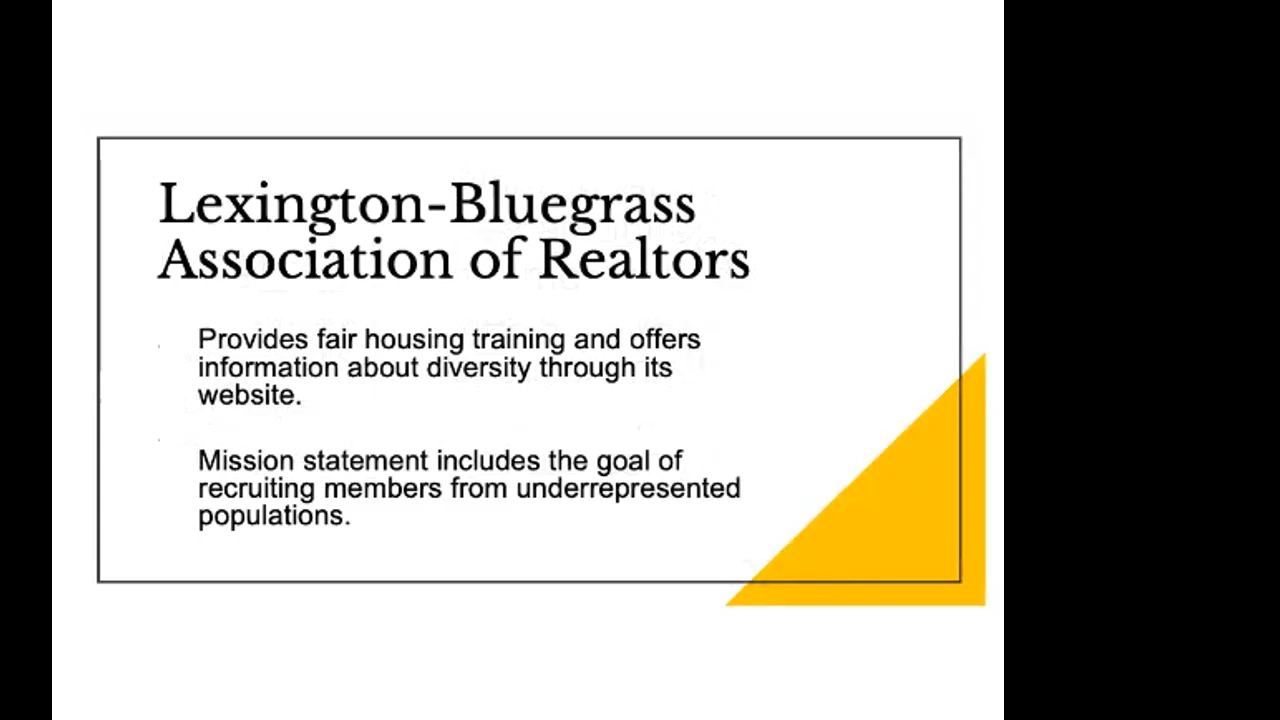 Lexington-Bluegrass
Association of Realtors
Provides fair housing training and offers
information about diversity through its
website.
Mission statement includes the goal of
recruiting members from underrepresented
populations.